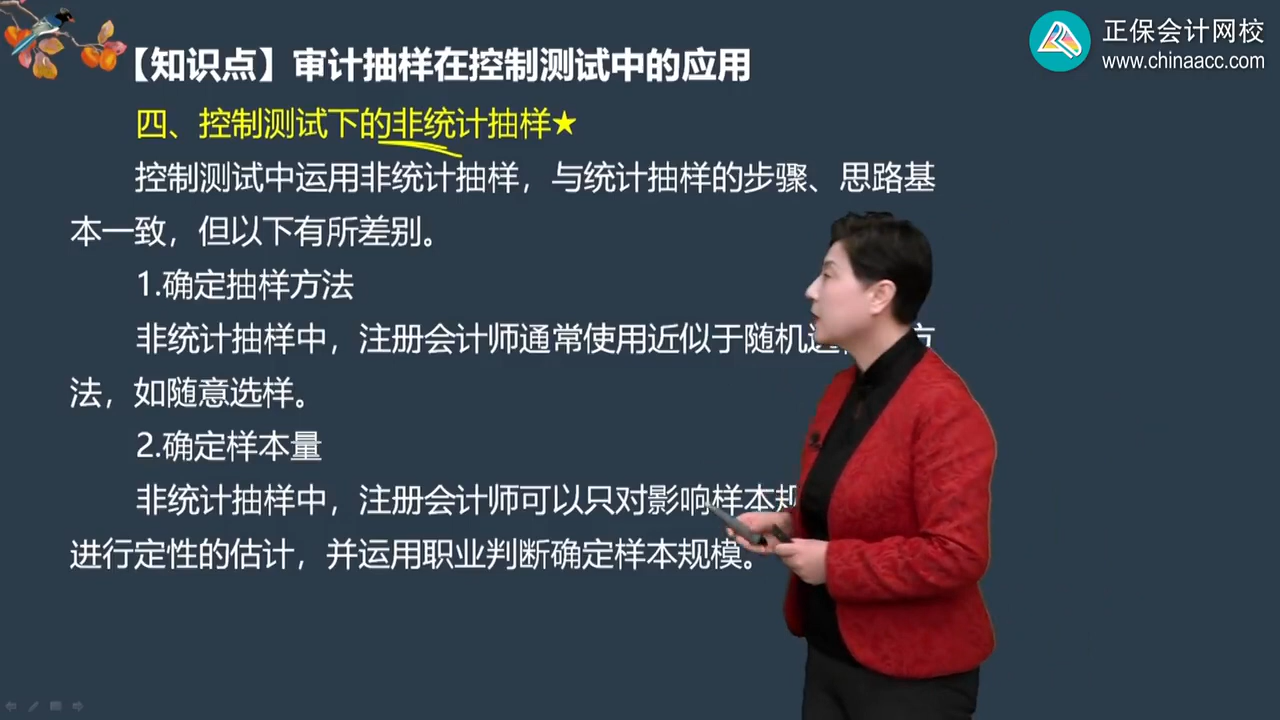 正保会计网校
www.chinaacc.com
【知识点】审计抽样在控制测试中的应用
四、控制测试下的非统计抽样★
控制测试中运用非统计抽样，与统计抽样的步骤、思路基
本一致，但以下有所差别。
1.确定抽样方法
非统计抽样中，注册会计师通常使用近似于随机选
法，如随意选样。
2.确定样本量
非统计抽样中，注册会计师可以只对影响样本规
进行定性的估计，并运用职业判断确定样本规模。